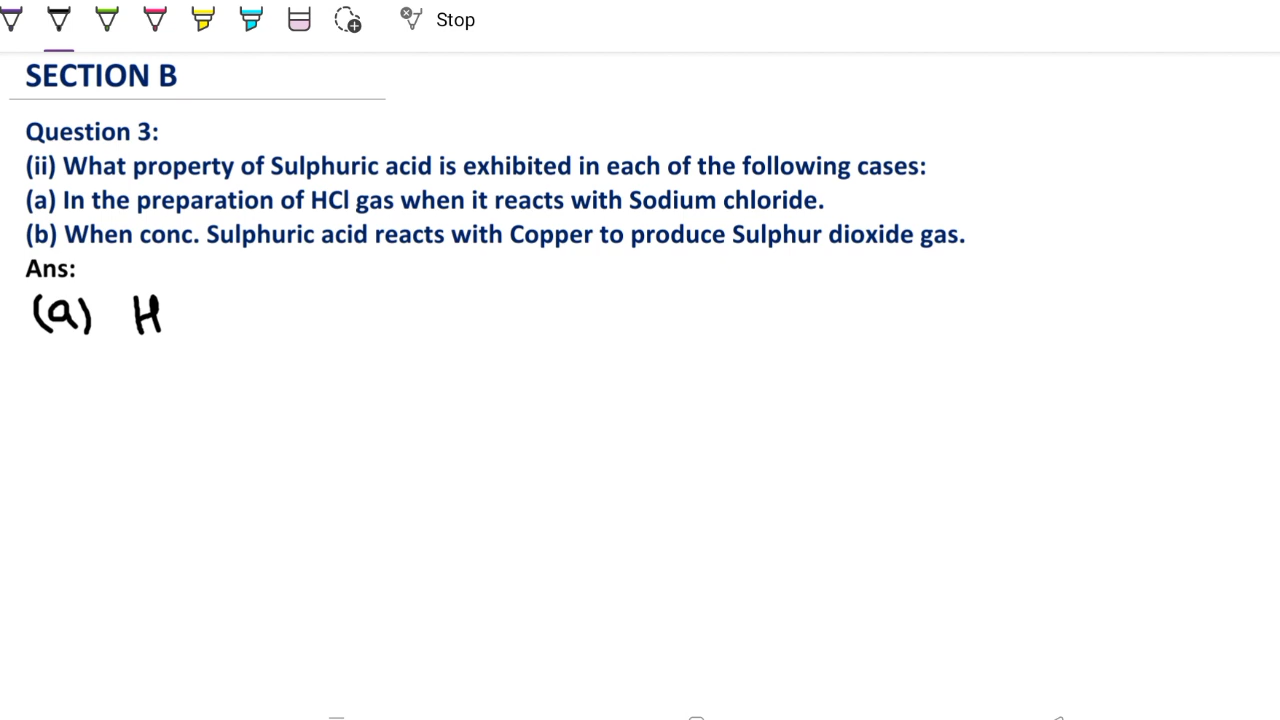 Stop
SECTION B
Question 3:
(ii) What property of Sulphuric acid is exhibited in each of the following cases:
(a) In the preparation of HCl gas when it reacts with Sodium chloride.
(b) When conc. Sulphuric acid reacts with Copper to produce Sulphur dioxide gas.
Ans:
(a) H